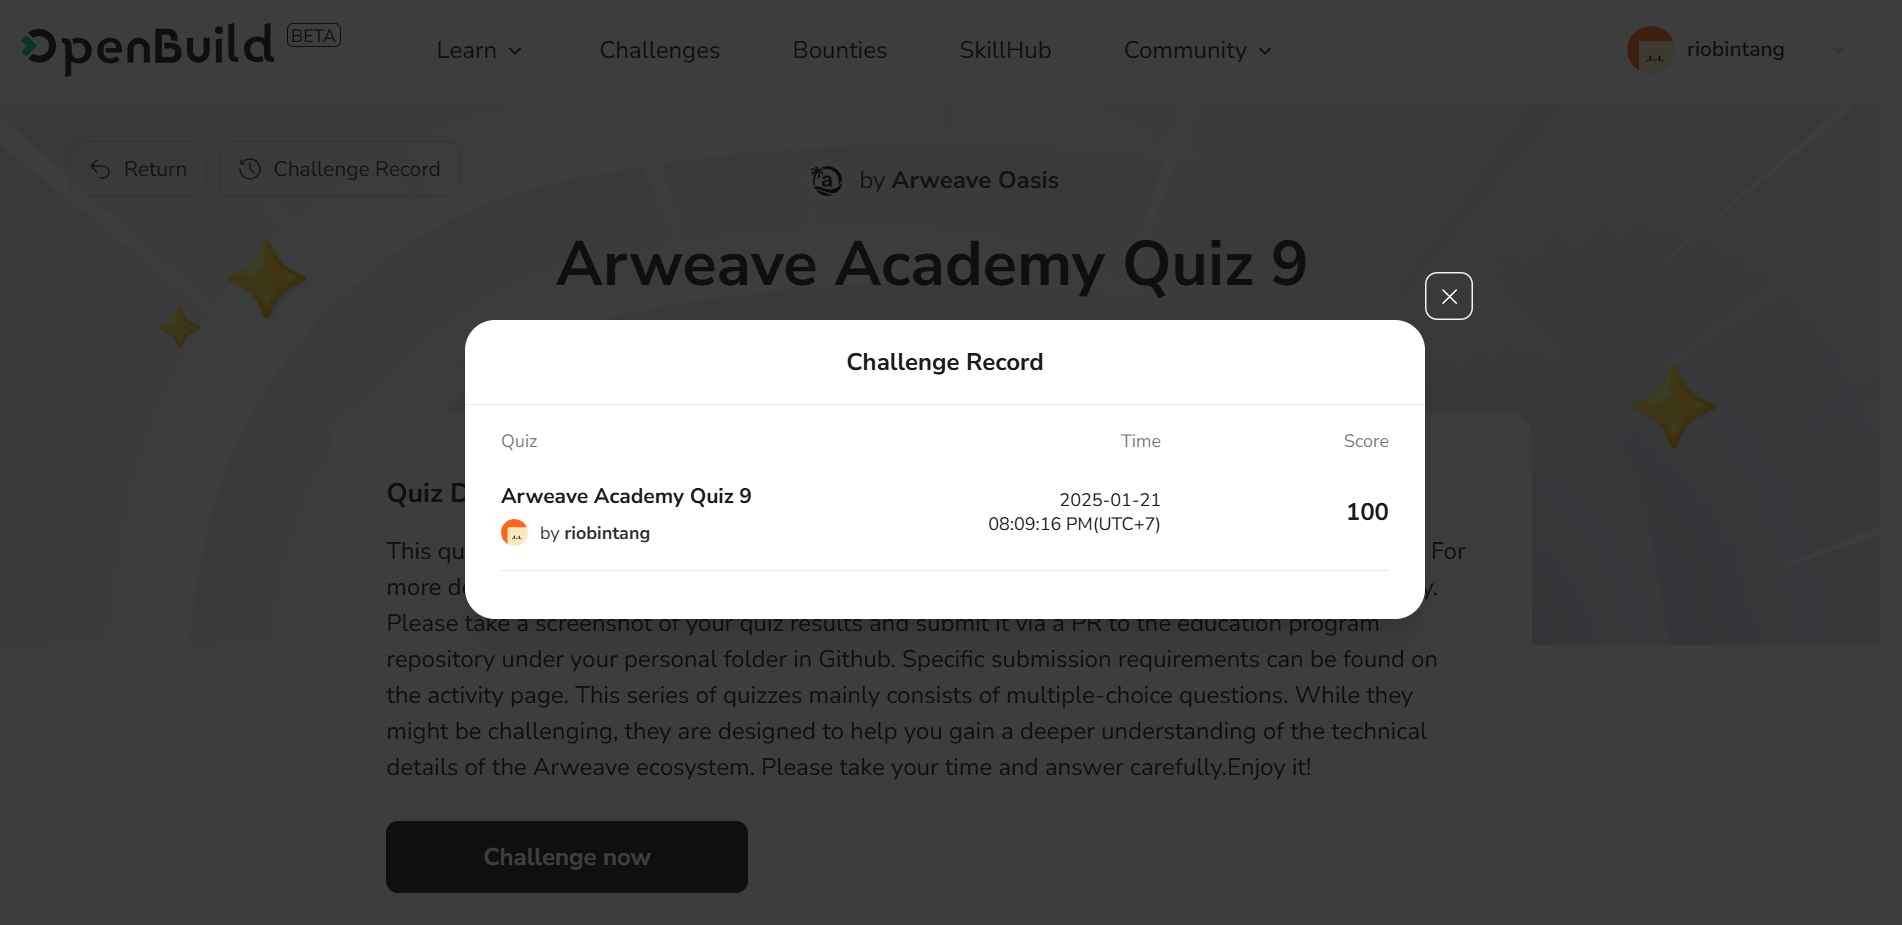 OpenBuild BETA
Learn Challenges Bounties SkillHub Community riobintang
Return Challenge Record
by Arweave Oasis
Arweave Academy Quiz 9
Challenge Record
Quiz Time Score
Arweave Academy Quiz 9 2025-01-21
08:09:16 PM(UTC+7) 100
by riobintang
Quiz
This For
more
Please take a screenshot of your quiz results and submit it via a PR to the education program
repository under your personal folder in Github. Specific submission requirements can be found on
the activity page. This series of quizzes mainly consists of multiple-choice questions. While they
might be challenging, they are designed to help you gain a deeper understanding of the technical
details of the Arweave ecosystem. Please take your time and answer carefully.Enjoy it!
Challenge now